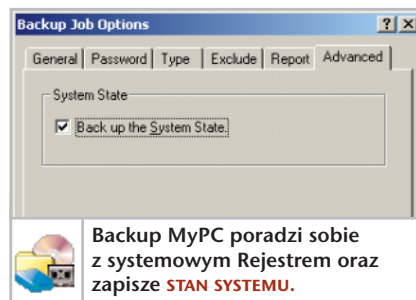 Backup Job Options
General Password Type Exclude Report Advanced
System State
Back up the System State.
Backup MyPC poradzi sobie
z systemowym Rejestrem oraz
zapisze STAN SYSTEMU.